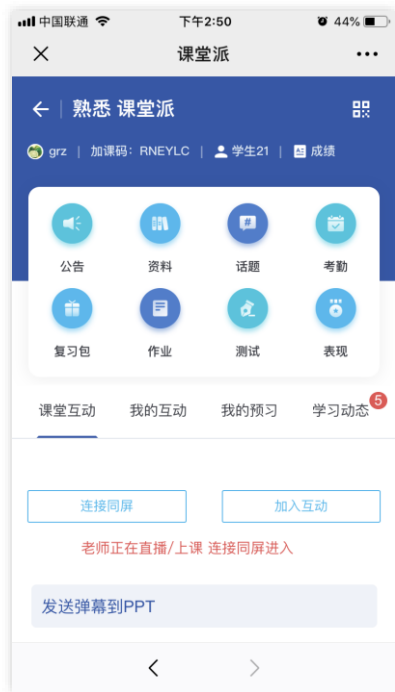 中国联通 下午2:50 44%
课堂派
熟悉 课堂派
grz | 加课码：RNEYLC | 学生21 | 成绩
公告 资料 话题 考勤
复习包 作业 测试 表现
课堂互动 我的互动 我的预习 学习动态 5
连接同屏 加入互动
老师正在直播/上课 连接同屏进入
发送弹幕到PPT